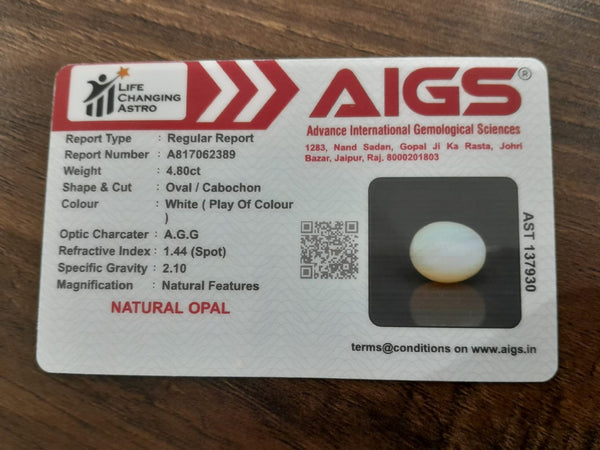 LIFE
CHANGING
ASTRO
AIGS®
Advance International Gemological Sciences
1283, Nand Sadan, Gopal Ji Ka Rasta, Johri
Bazar, Jaipur, Raj. 8000201803
Report Type : Regular Report
Report Number : A817062389
Weight : 4.80ct
Shape & Cut : Oval / Cabochon
Colour : White ( Play Of Colour
)
Optic Charcater : A.G.G
Refractive Index : 1.44 (Spot)
Specific Gravity : 2.10
Magnification : Natural Features
NATURAL OPAL
AST 137930
terms@conditions on www.aigs.in